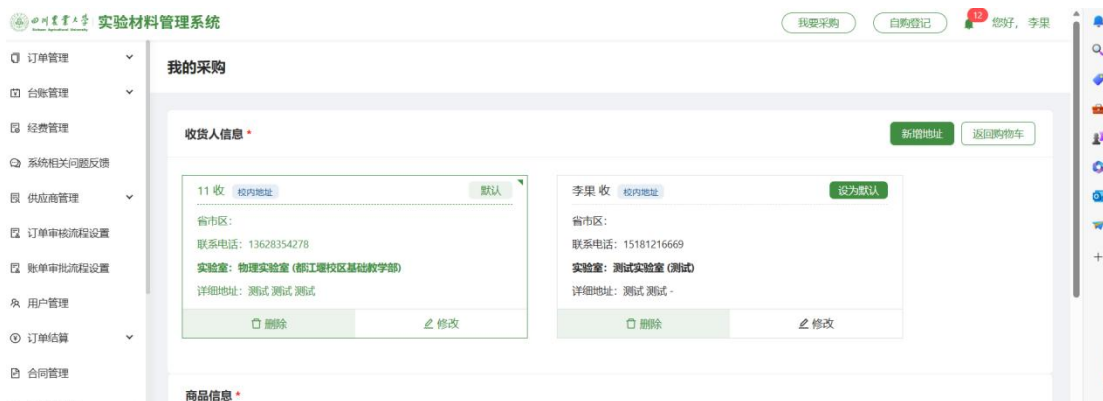 四川农业大学 实验材料管理系统
我要采购
自购登记
12
您好，李果
订单管理
台账管理
经费管理
系统相关问题反馈
供应商管理
订单审核流程设置
账单审批流程设置
用户管理
订单结算
合同管理
我的采购
收货人信息 *
新增地址
返回购物车
11 收 校内地址 默认
省市区：
联系电话：13628354278
实验室：物理实验室 (都江堰校区基础教学部)
详细地址：测试 测试 测试
删除
修改
李果 收 校内地址 设为默认
省市区：
联系电话：15181216669
实验室：测试实验室 (测试)
详细地址：测试 测试 -
删除
修改
商品信息 *